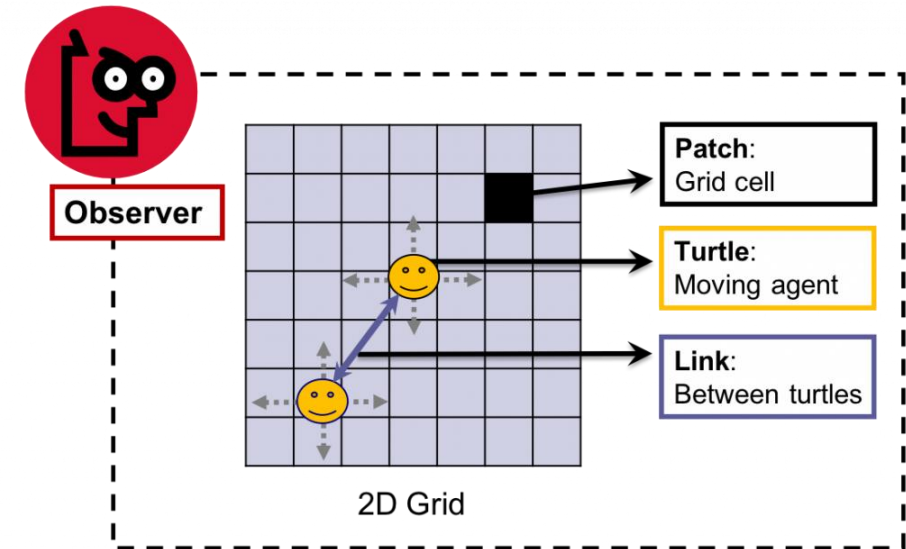 Observer
Patch:
Grid cell
Turtle:
Moving agent
Link:
Between turtles
2D Grid